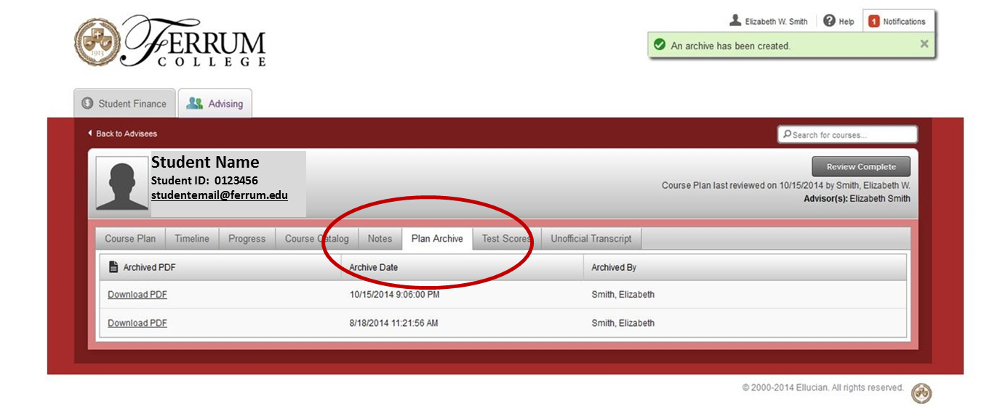 FERRUM
COLLEGE
1913
Elizabeth W. Smith
Help
1 Notifications
An archive has been created.
Student Finance
Advising
Back to Advisees
Search for courses...
Student Name
Student ID: 0123456
studentemail@ferrum.edu
Review Complete
Course Plan last reviewed on 10/15/2014 by Smith, Elizabeth W.
Advisor(s): Elizabeth Smith
Course Plan Timeline Progress Course Catalog Notes Plan Archive Test Scores Unofficial Transcript
Archived PDF Archive Date Archived By
Download PDF 10/15/2014 9:06:00 PM Smith, Elizabeth
Download PDF 8/18/2014 11:21:56 AM Smith, Elizabeth
© 2000-2014 Ellucian. All rights reserved.